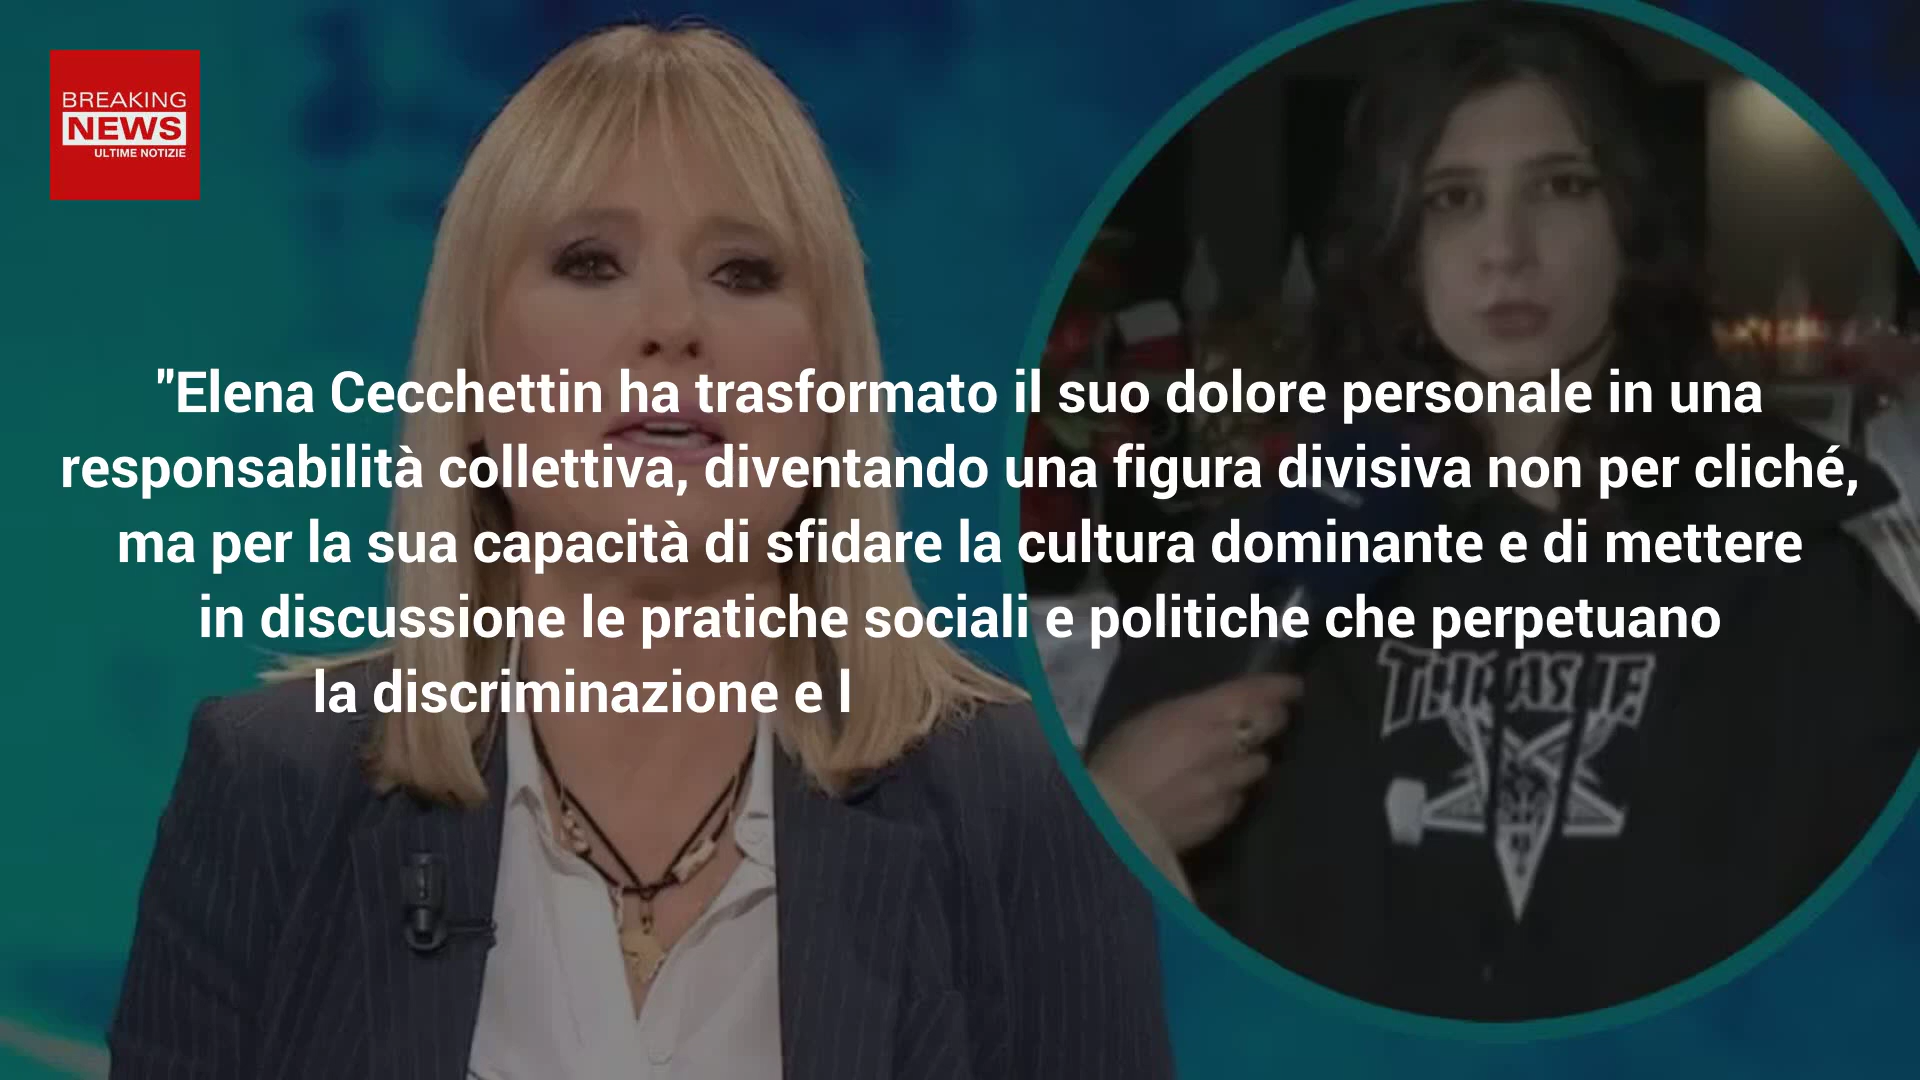 BREAKING
NEWS
ULTIME NOTIZIE
"Elena Cecchettin ha trasformato il suo dolore personale in una
responsabilità collettiva, diventando una figura divisiva non per cliché,
ma per la sua capacità di sfidare la cultura dominante e di mettere
in discussione le pratiche sociali e politiche che perpetuano
la discriminazione e l